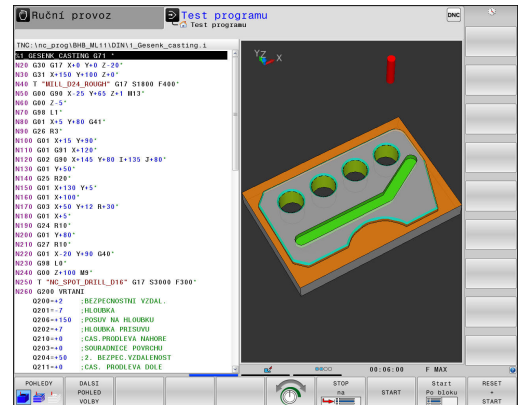 Ruční provoz
Test programu
Test programu
DNC
TNC:\nc_prog\BHB_ML11\DIN\1_Gesenk_casting.i
%1_GESENK_CASTING G71 *
N20 G30 G17 X+0 Y+0 Z-20*
N30 G31 X+150 Y+100 Z+0*
N40 T "MILL_D24_ROUGH" G17 S1800 F400*
N50 G00 G90 X-25 Y+65 Z+1 M13*
N60 G00 Z-5*
N70 G98 L1*
N80 G01 X+5 Y+80 G41*
N90 G26 R3*
N100 G01 X+15 Y+90*
N110 G01 G91 X+120*
N120 G02 G90 X+145 Y+80 I+135 J+80*
N130 G01 Y+50*
N140 G25 R20*
N150 G01 X+130 Y+5*
N160 G01 X+100*
N170 G03 X+50 Y+12 R+30*
N180 G01 X+5*
N190 G24 R10*
N200 G01 Y+80*
N210 G27 R10*
N220 G01 X-20 Y+90 G40*
N230 G98 L0*
N240 G00 Z+100 M9*
N250 T "NC_SPOT_DRILL_D16" G17 S3000 F300*
N260 G200 VRTANI
Q200=+2 ;BEZPECNOSTNI VZDAL.
Q201=-7 ;HLOUBKA
Q206=+150 ;POSUV NA HLOUBKU
Q202=+7 ;HLOUBKA PRISUVU
Q210=+0 ;CAS.PRODLEVA NAHORE
Q203=+0 ;SOURADNICE POVRCHU
Q204=+50 ;2. BEZPEC.VZDALENOST
Q211=+0 ;CAS. PRODLEVA DOLE
YZ X
00:06:00 F MAX
POHLEDY
DALSI
POHLED
VOLBY
STOP
na
START
Start
Po bloku
RESET
+
START